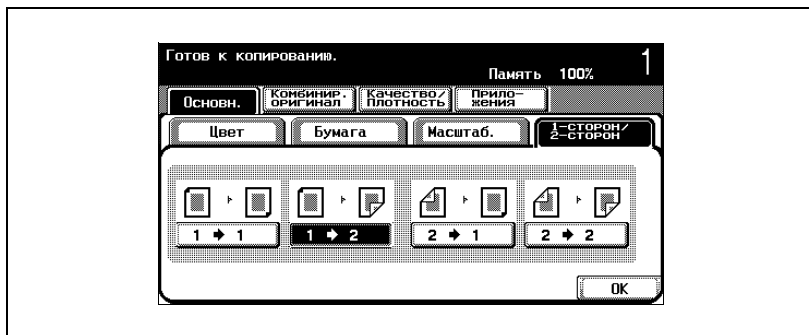 Готов к копированию.
Память 100% 1
Основн. Комбинир. оригинал Качество/ плотность Прило- жения
Цвет Бумага Масштаб. 1-сторон/ 2-сторон
1 → 1 1 → 2 2 → 1 2 → 2
OK